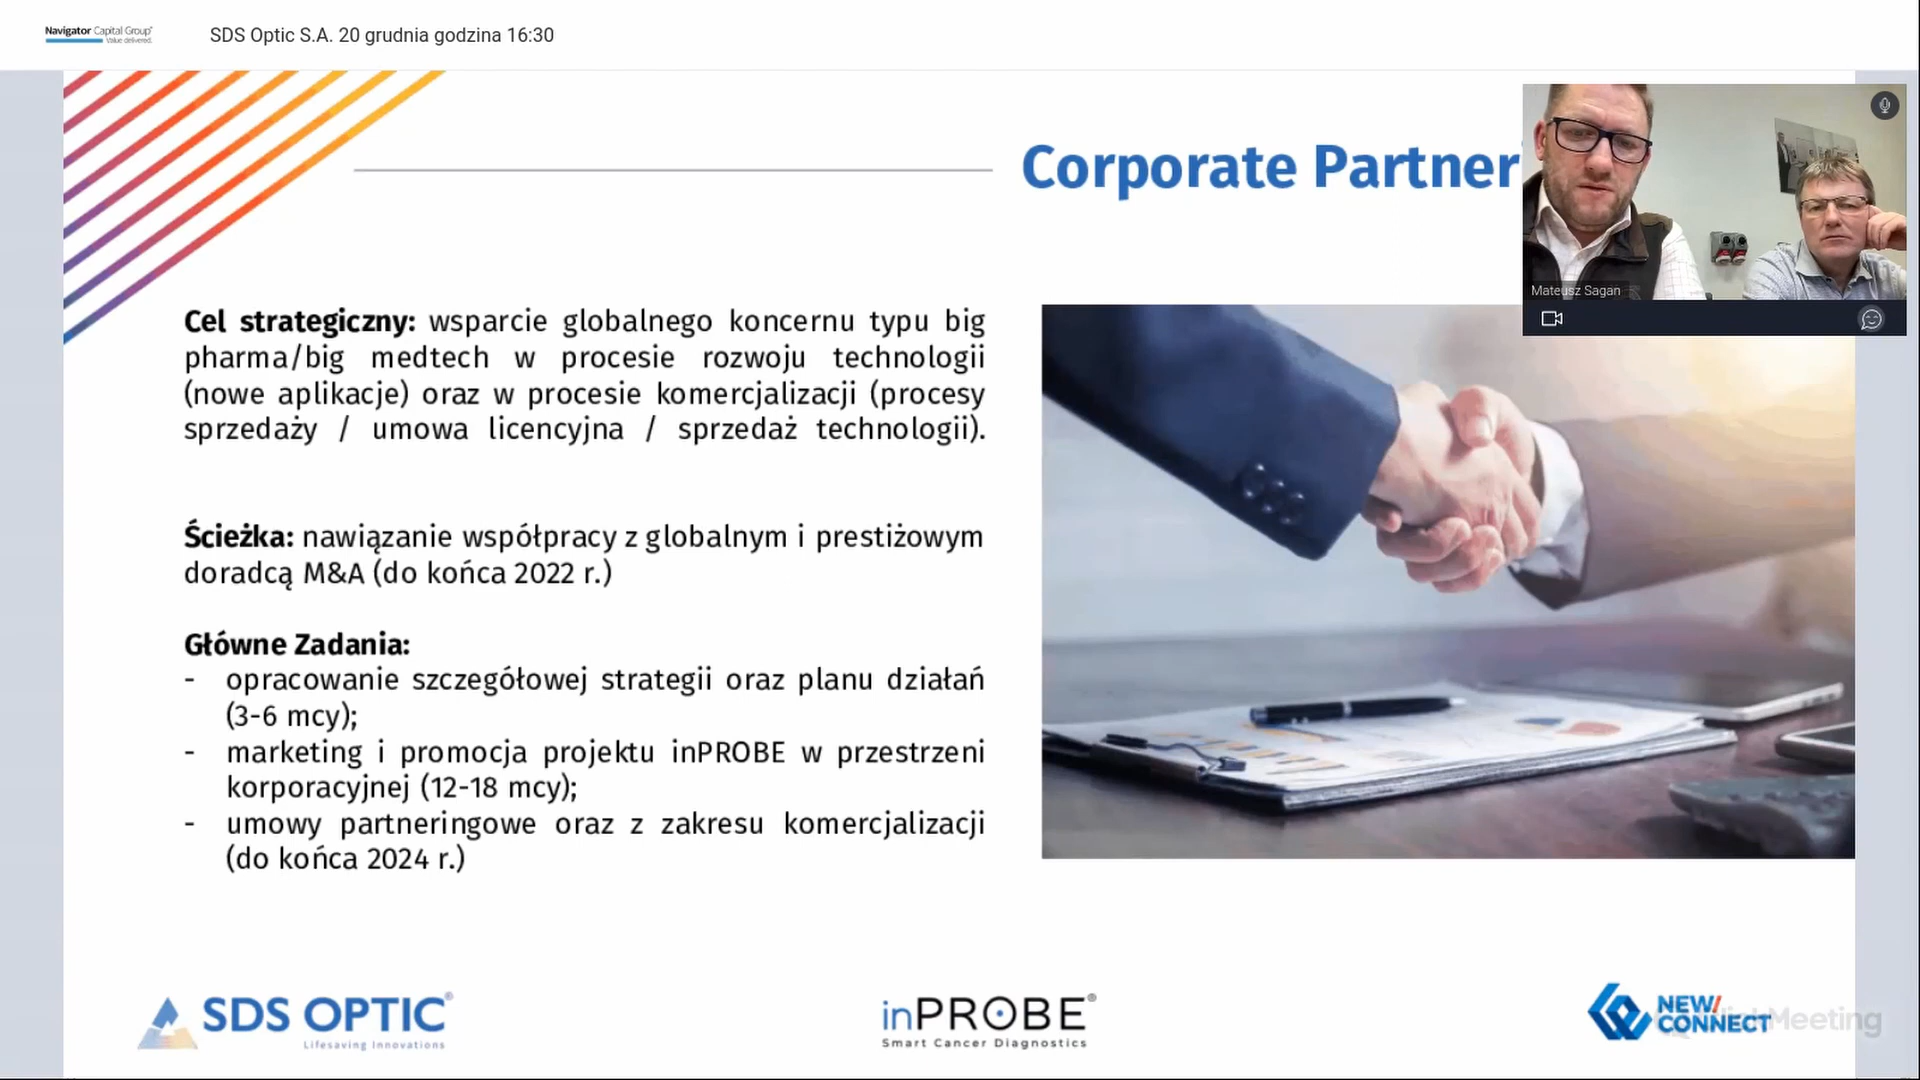 Navigator Capital Group
Value delivered.
SDS Optic S.A. 20 grudnia godzina 16:30
Corporate Partner
Mateusz Sagan
Cel strategiczny: wsparcie globalnego koncernu typu big
pharma/big medtech w procesie rozwoju technologii
(nowe aplikacje) oraz w procesie komercjalizacji (procesy
sprzedaży / umowa licencyjna / sprzedaż technologii).
Ścieżka: nawiązanie współpracy z globalnym i prestiżowym
doradcą M&A (do końca 2022 r.)
Główne Zadania:
- opracowanie szczegółowej strategii oraz planu działań
(3-6 mcy);
- marketing i promocja projektu inPROBE w przestrzeni
korporacyjnej (12-18 mcy);
- umowy partneringowe oraz z zakresu komercjalizacji
(do końca 2024 r.)
SDS OPTIC®
Lifesaving Innovations
inPROBE®
Smart Cancer Diagnostics
NEW/
CONNECT
Meeting